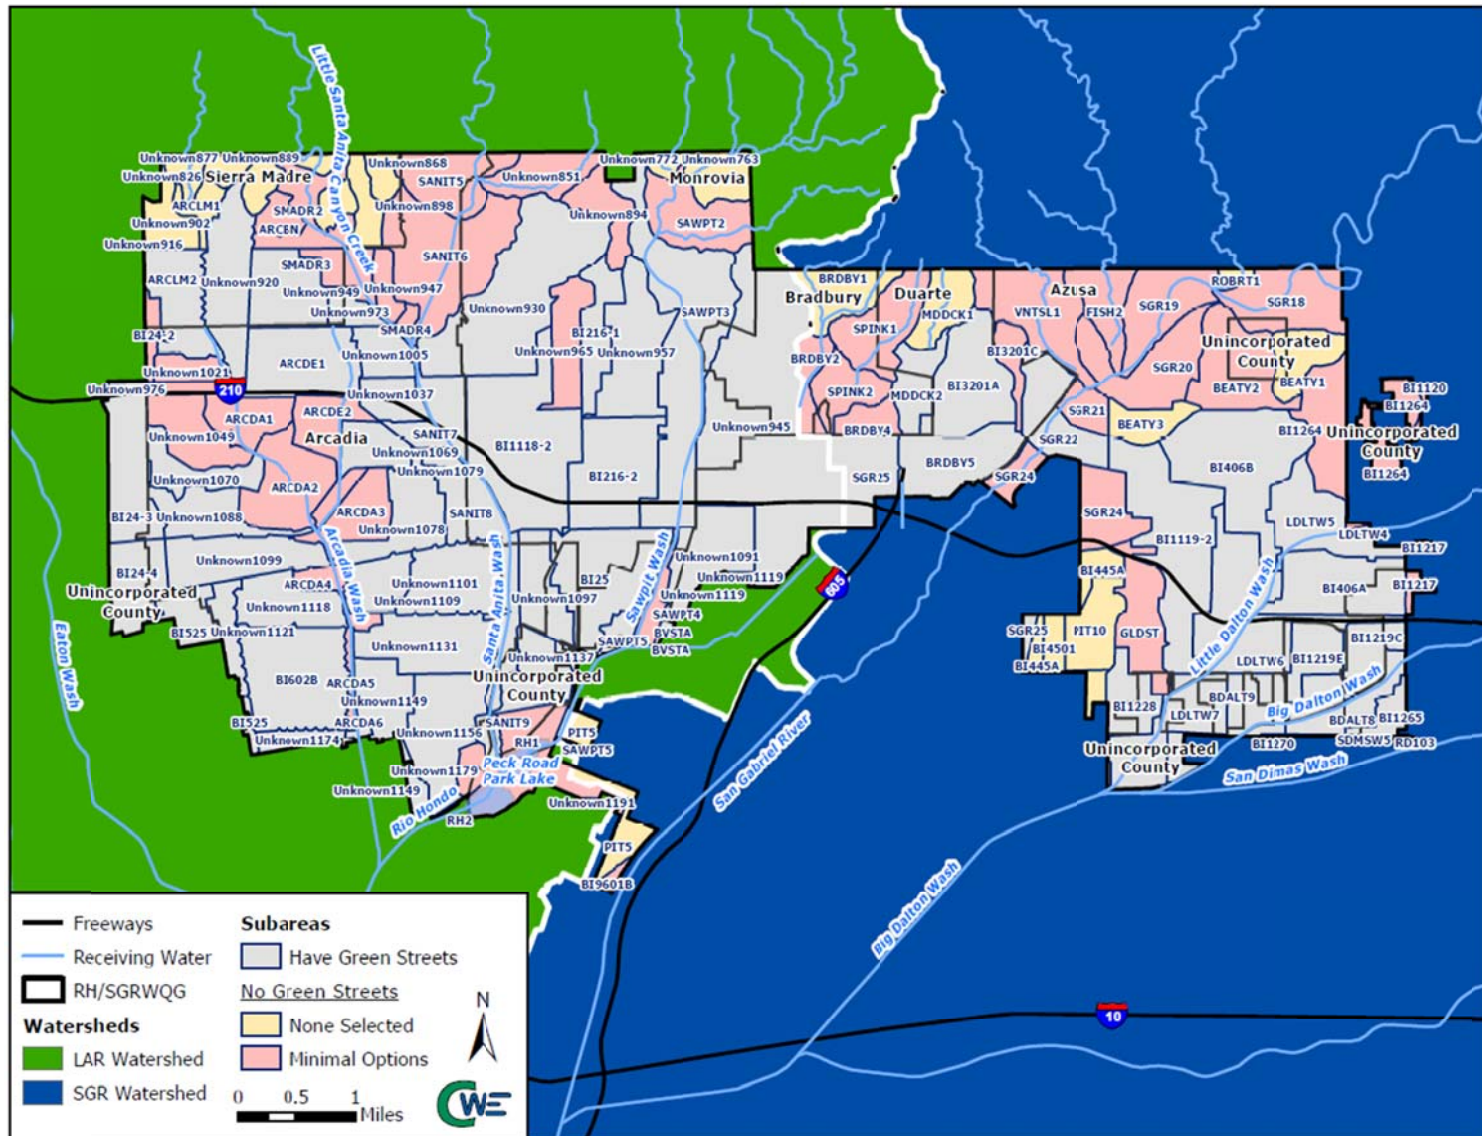 Little Santa Anita Canyon Creek
Unknown877
Unknown889
Unknown868
Unknown772
Unknown763
Unknown826
Sierra Madre
SANIT5
Unknown851
Monrovia
ARCLM1
SMADR2
Unknown898
Unknown894
SAWPT2
Unknown902
ARCBN
Unknown916
SANIT6
SMADR3
ARCLM2
Unknown920
Unknown949
Unknown947
Unknown973
Unknown930
SAWPT3
BI24-2
SMADR4
BI216-1
Unknown965
Unknown957
Unknown1021
ARCDE1
Unknown1005
Unknown976
210
Unknown1037
ARCDA1
ARCDE2
Unknown945
Unknown1049
Arcadia
SANIT7
BI1118-2
Unknown1069
Unknown1070
Unknown1079
BI216-2
ARCDA2
BI24-3
Unknown1088
ARCDA3
Unknown1078
SANIT8
Arcadia Wash
Santa Anita Wash
Sawpit Wash
Eaton Wash
Unknown1099
Unknown1091
BI24-4
ARCDA4
Unknown1101
BI25
Unknown1119
Unincorporated
County
Unknown1109
Unknown1097
Unknown1119
Unknown1118
SAWPT4
BI525
Unknown1121
Unknown1131
BVSTA
SAWPT5
BVSTA
Unknown1137
BI602B
ARCDA5
Unincorporated
County
Unknown1149
BI525
ARCDA6
SANIT9
Unknown1174
Unknown1156
RH1
PIT5
SAWPT5
Unknown1179
Peck Road
Park Lake
Unknown1149
Unknown1191
Rio Hondo
RH2
PIT5
BI9601B
BRDBY1
Bradbury
Duarte
MDDCK1
SPINK1
BRDBY2
SPINK2
MDDCK2
BRDBY4
BRDBY5
SGR25
BI3201A
BI3201C
VNTSL1
Azusa
FISH2
SGR19
ROBRT1
SGR18
Unincorporated
County
SGR20
BEATY2
BEATY1
SGR21
BEATY3
SGR22
SGR24
BI1264
BI1120
BI1264
Unincorporated
County
BI1264
BI406B
SGR24
LDLTW5
LDLTW4
BI1119-2
BI1217
BI445A
BI406A
BI1217
SGR25
NIT10
GLDST
BI4501
BI445A
Little Dalton Wash
BI1219C
LDLTW6
BI1219E
BI1228
BDALT9
Big Dalton Wash
LDLTW7
BDALT8
BI1265
Unincorporated
County
BI1270
SDMSW5
RD103
San Dimas Wash
605
San Gabriel River
Big Dalton Wash
10
Freeways
Receiving Water
RH/SGRWQG
Watersheds
LAR Watershed
SGR Watershed
Subareas
Have Green Streets
No Green Streets
None Selected
Minimal Options
0 0.5 1
Miles
N
CWE